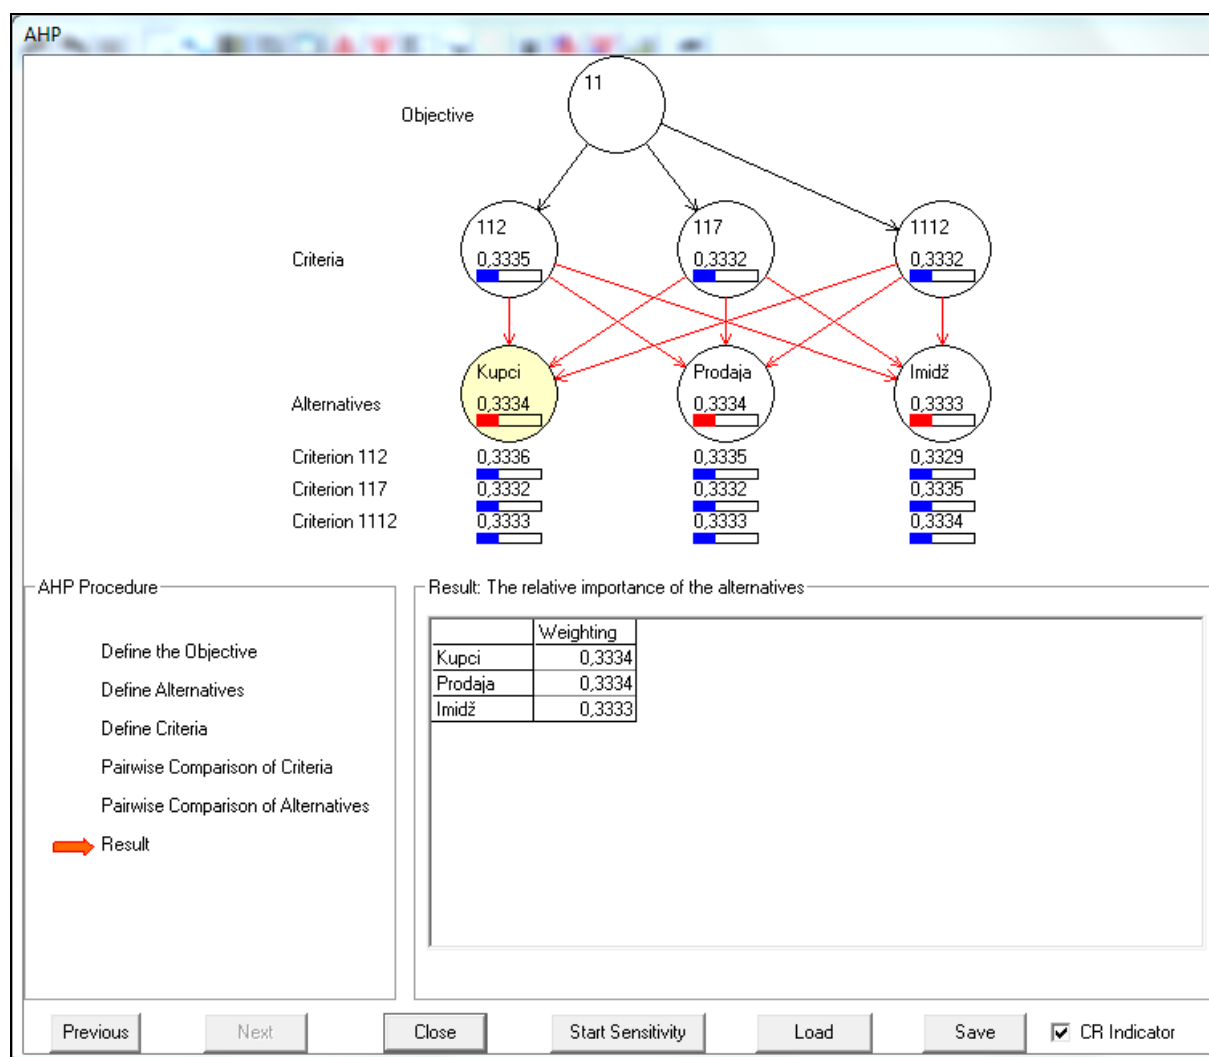 AHP
11
Objective
112 117 1112
Criteria 0,3335 0,3332 0,3332
Kupci Prodaja Imidž
Alternatives 0,3334 0,3334 0,3333
Criterion 112 0,3336 0,3335 0,3329
Criterion 117 0,3332 0,3332 0,3335
Criterion 1112 0,3333 0,3333 0,3334
AHP Procedure
Define the Objective
Define Alternatives
Define Criteria
Pairwise Comparison of Criteria
Pairwise Comparison of Alternatives
Result
Result: The relative importance of the alternatives
Weighting
Kupci 0,3334
Prodaja 0,3334
Imidž 0,3333
Previous Next Close Start Sensitivity Load Save CR Indicator